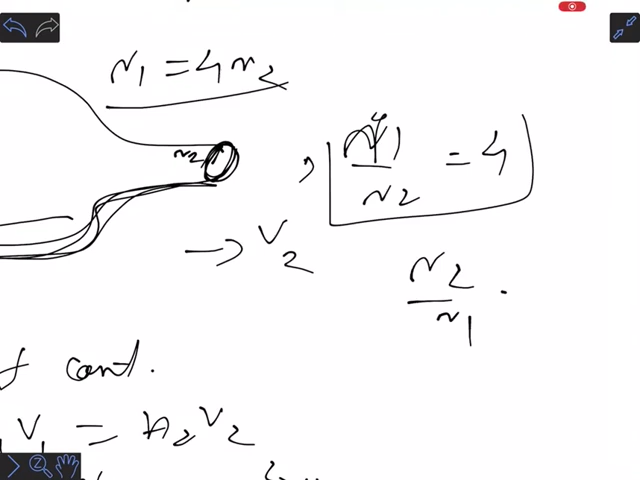 r1 = 4r2
r2
, r1/r2 = 4
→ V2
r2/r1 .
of cont.
V1 = A2V2